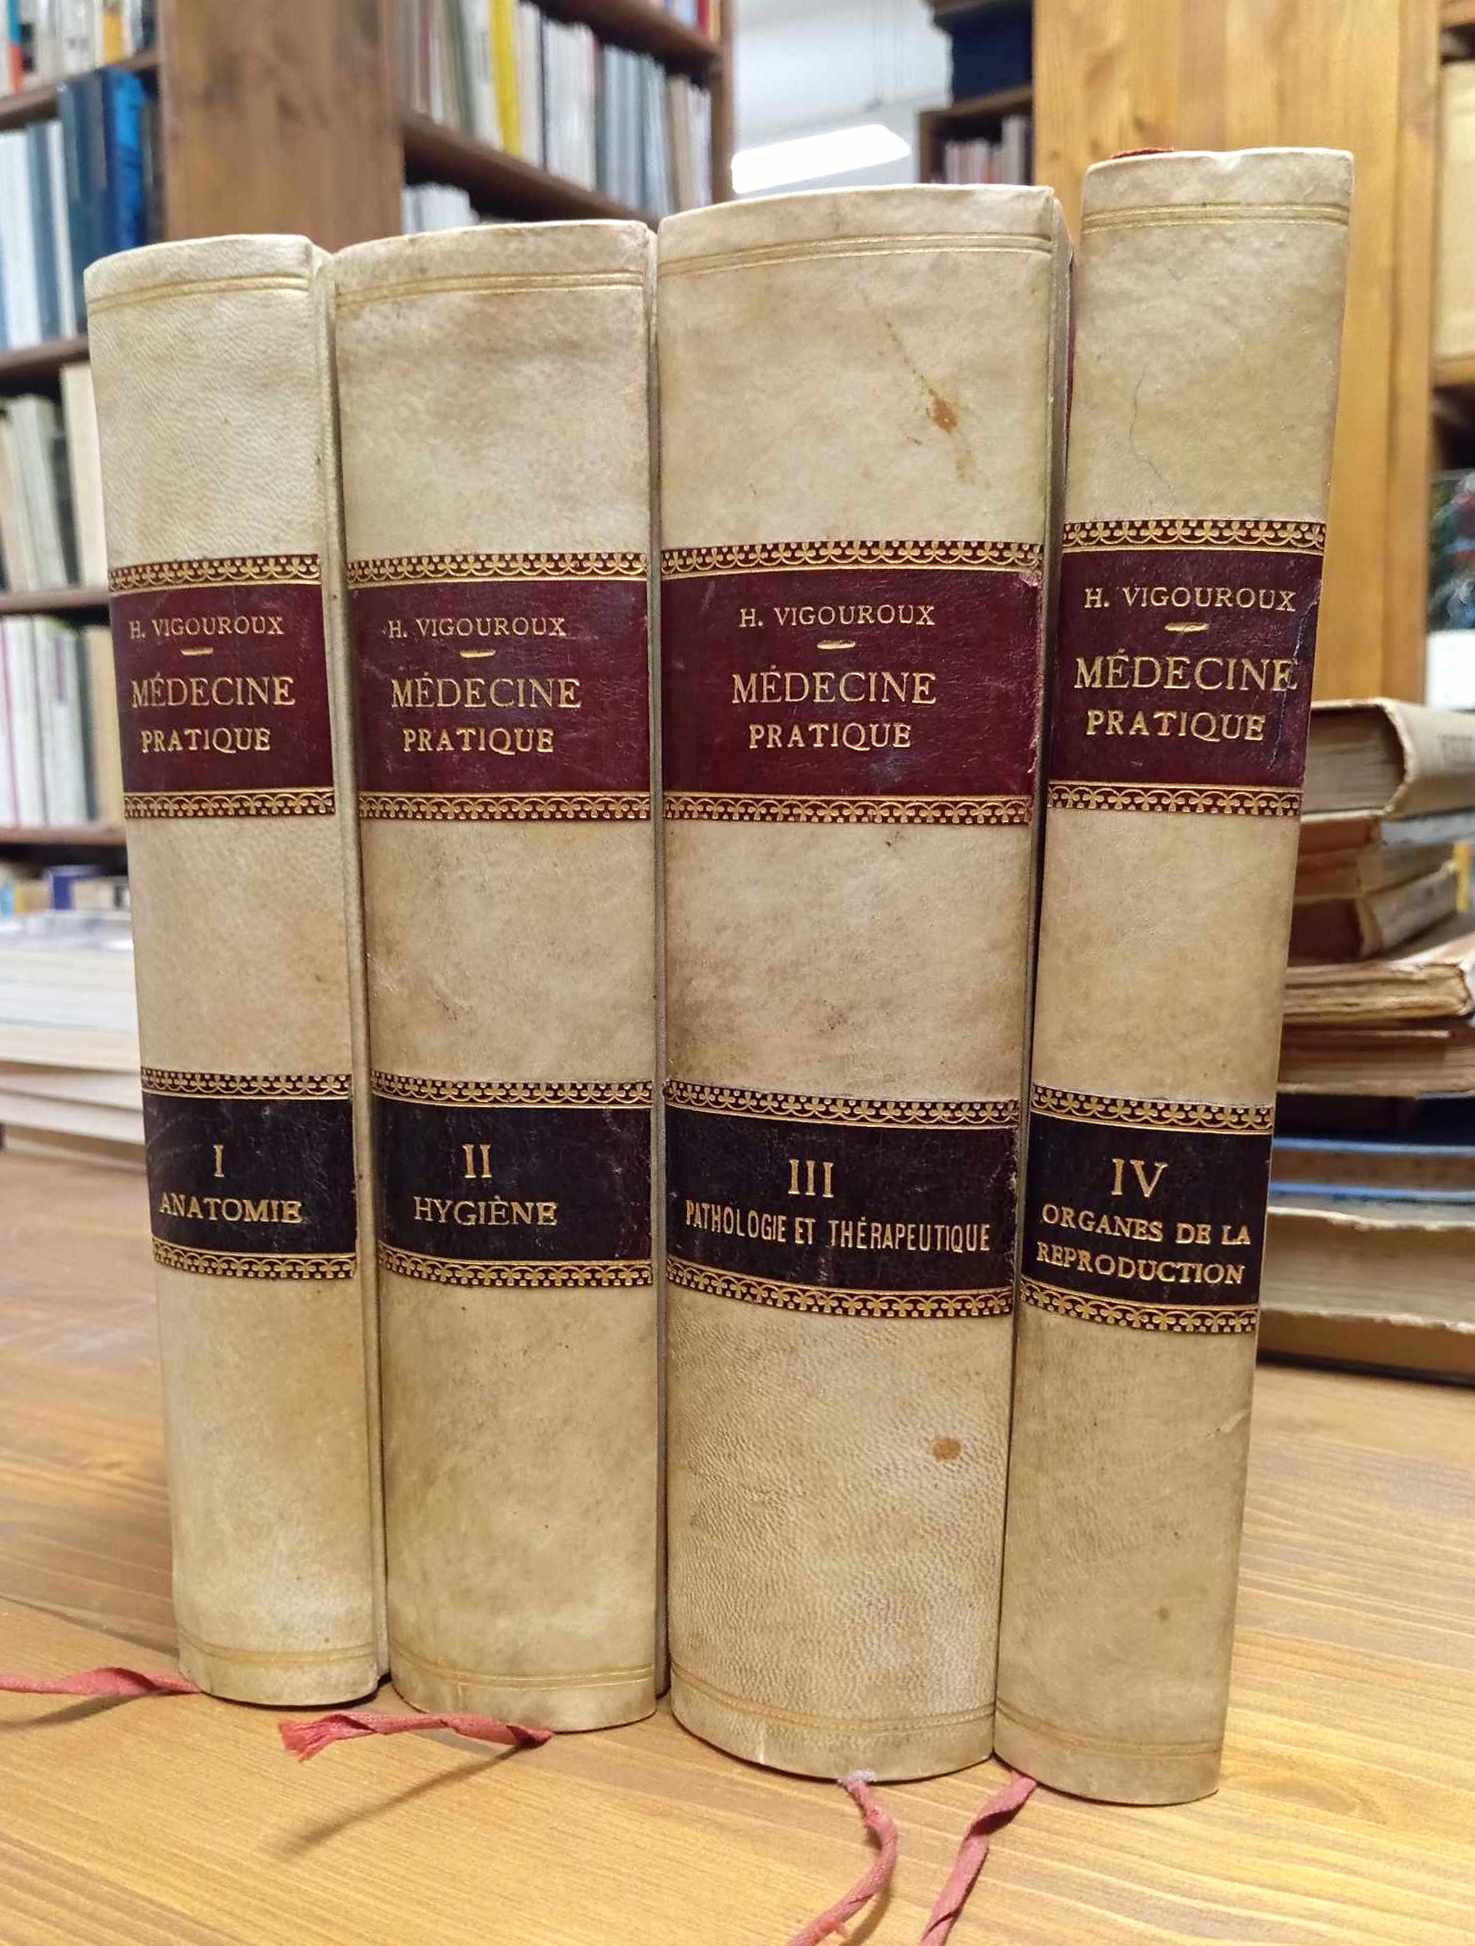 H. VIGOUROUX
MÉDECINE
PRATIQUE
I
ANATOMIE
H. VIGOUROUX
MÉDECINE
PRATIQUE
II
HYGIÈNE
H. VIGOUROUX
MÉDECINE
PRATIQUE
III
PATHOLOGIE ET THÉRAPEUTIQUE
H. VIGOUROUX
MÉDECINE
PRATIQUE
IV
ORGANES DE LA
REPRODUCTION